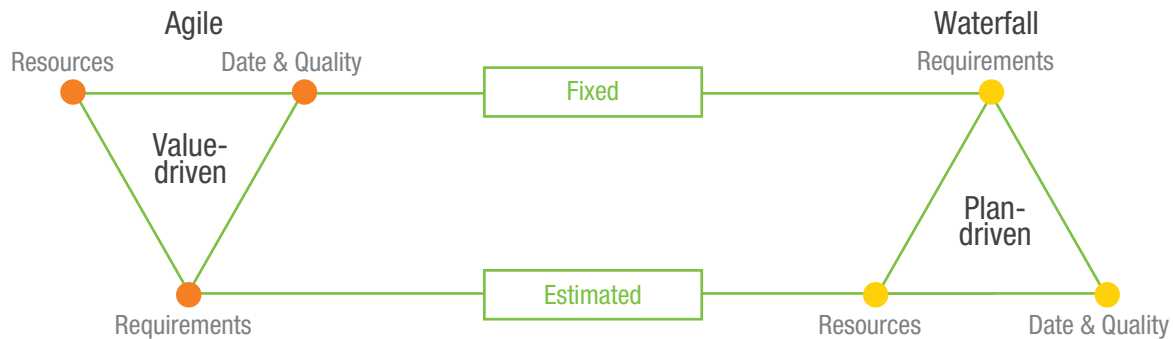 Agile
Waterfall
Resources
Date & Quality
Requirements
Fixed
Value-
driven
Plan-
driven
Estimated
Requirements
Resources
Date & Quality